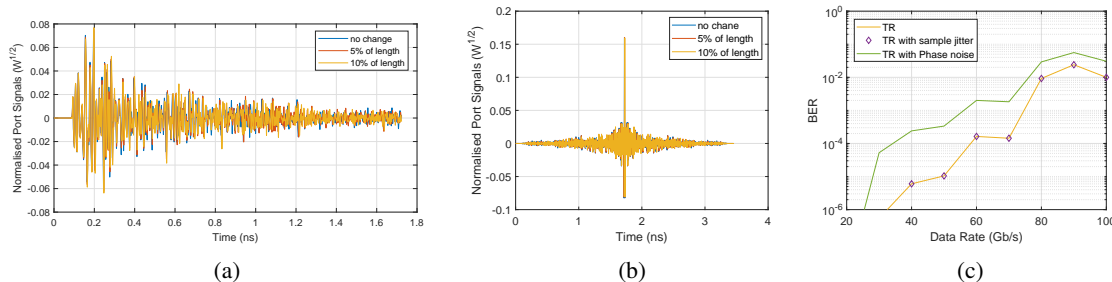 Normalised Port Signals (W^1/2)
0.08
0.06
0.04
0.02
0
-0.02
-0.04
-0.06
-0.08
no chane
5% of length
10% of length
0 0.2 0.4 0.6 0.8 1 1.2 1.4 1.6 1.8
Time (ns)
(a)
Normalised Port Signals (W^1/2)
0.2
0.15
0.1
0.05
0
-0.05
-0.1
no chane
5% of length
10% of length
0 1 2 3 4
Time (ns)
(b)
BER
10^0
10^-2
10^-4
10^-6
TR
TR with sample jitter
TR with Phase noise
20 40 60 80 100
Data Rate (Gb/s)
(c)